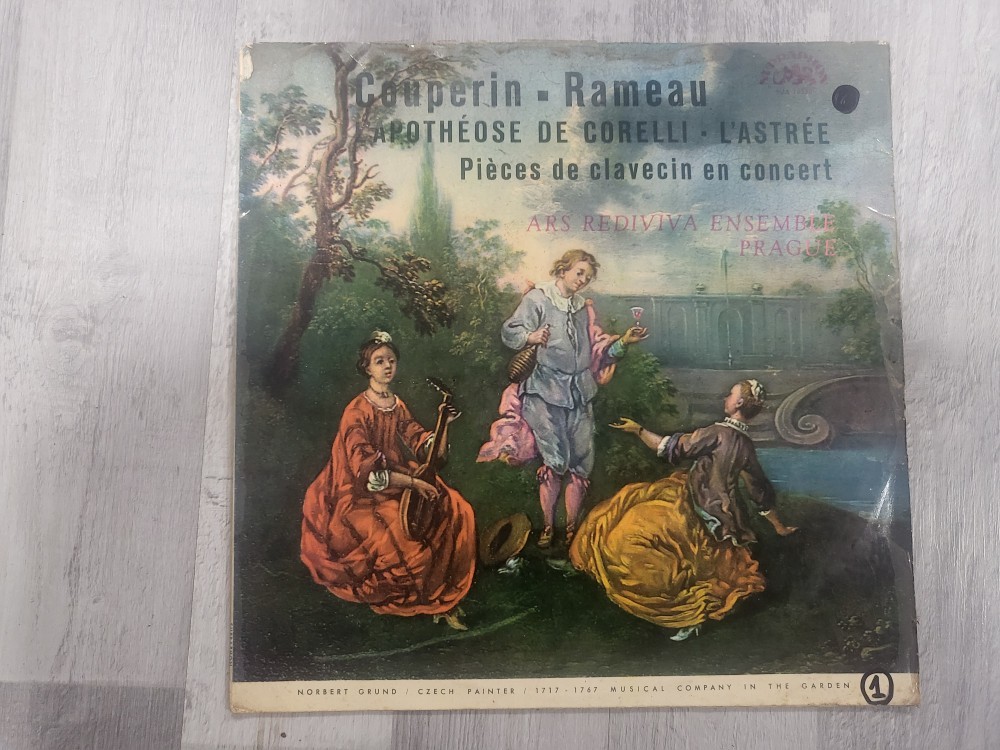 Couperin ▪ Rameau
APOTHÉOSE DE CORELLI · L'ASTRÉE
Pièces de clavecin en concert
ARS REDIVIVA ENSEMBLE
PRAGUE
NORBERT GRUND / CZECH PAINTER / 1717 - 1767 MUSICAL COMPANY IN THE GARDEN
1